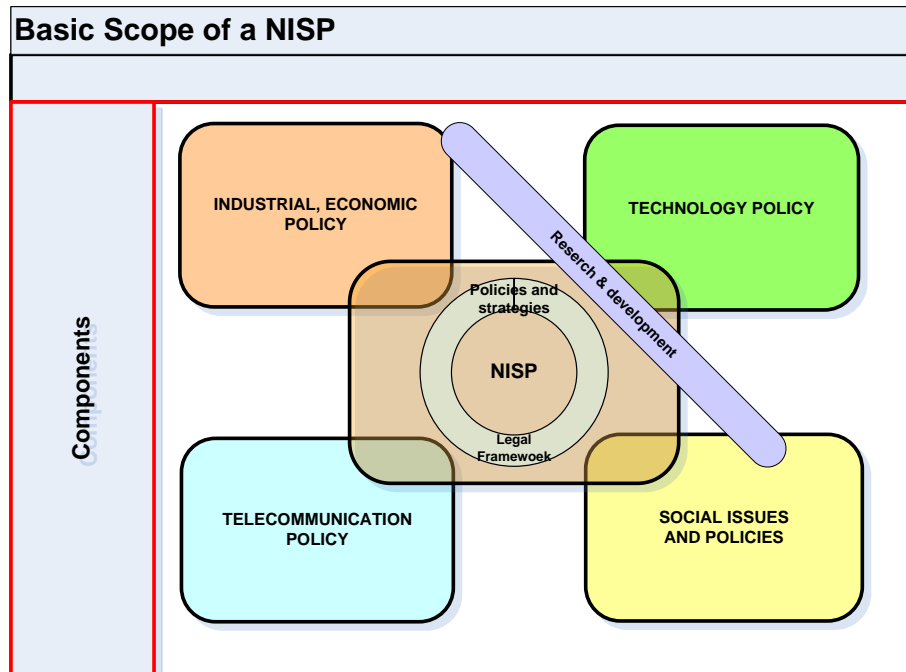 Basic Scope of a NISP
Components
INDUSTRIAL, ECONOMIC
POLICY
TECHNOLOGY POLICY
Reserch & development
Policies and
strategies
NISP
Legal
Framewoek
TELECOMMUNICATION
POLICY
SOCIAL ISSUES
AND POLICIES